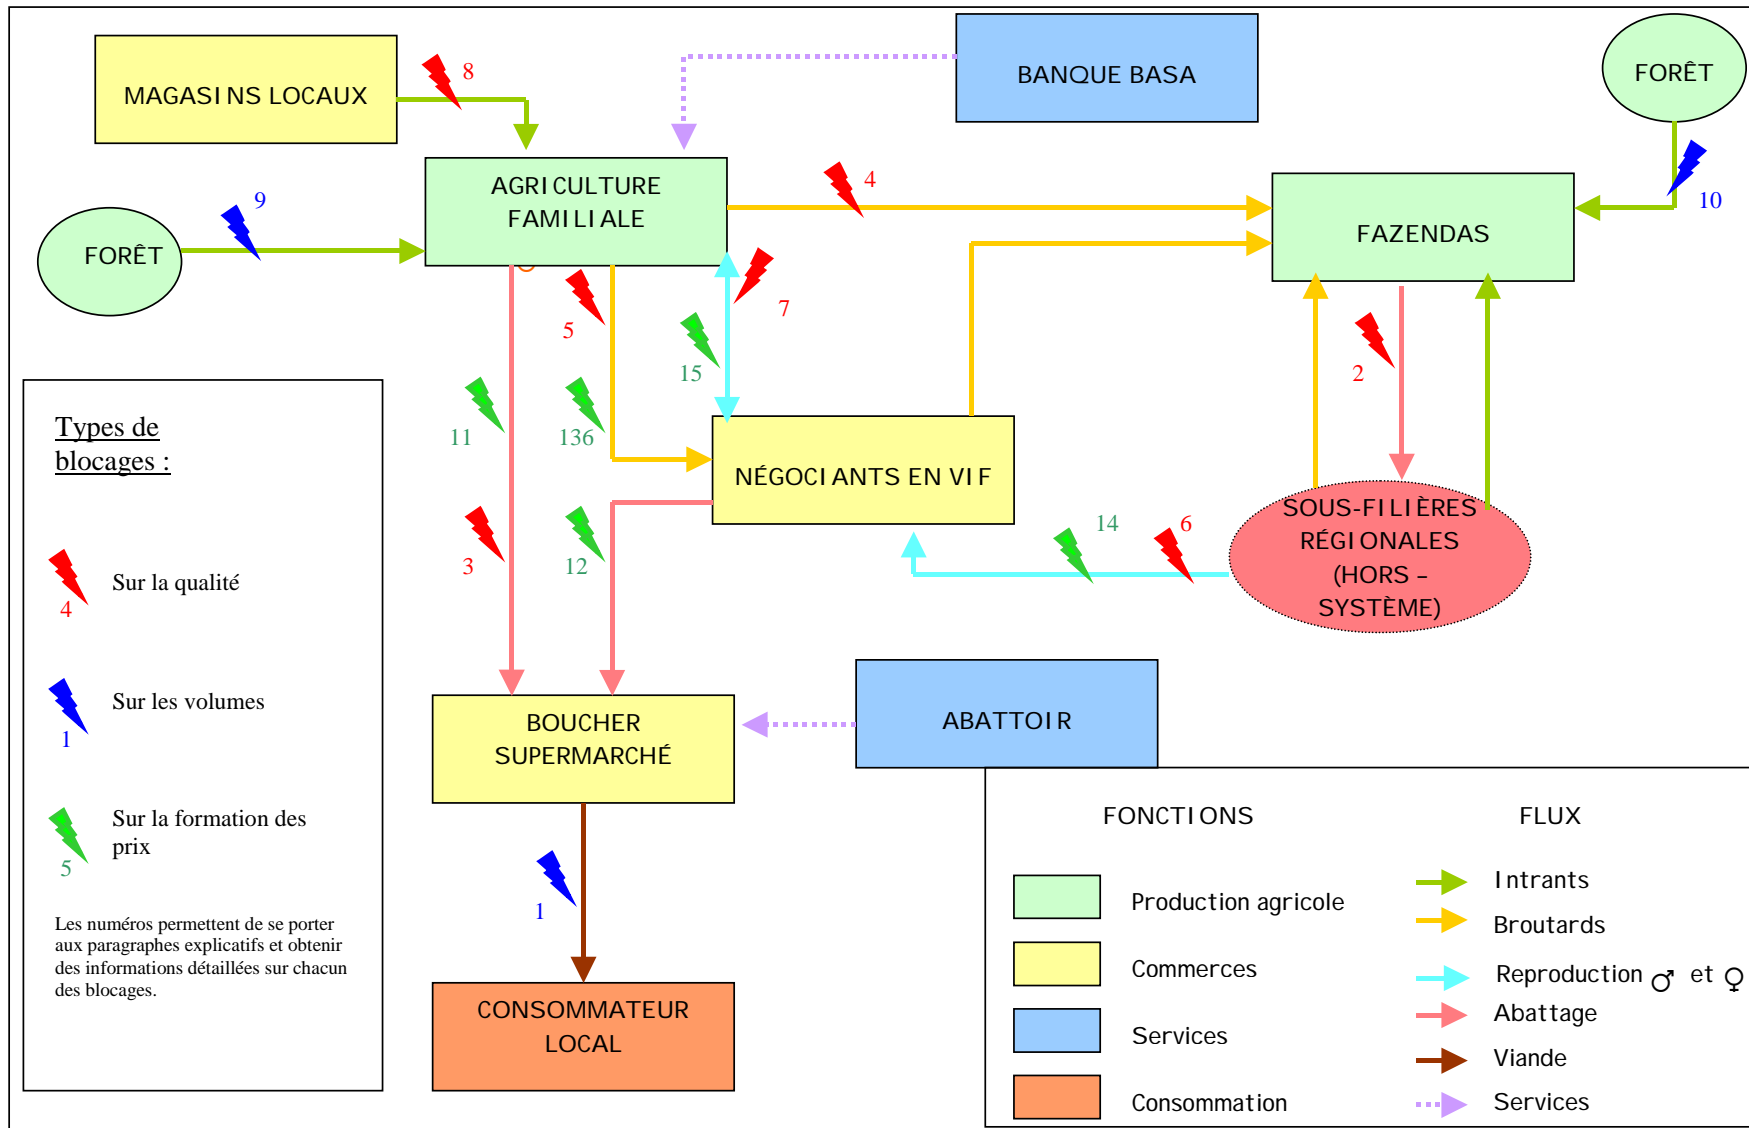 MAGASINS LOCAUX
8
BANQUE BASA
FORÊT
10
AGRICULTURE
FAMILIALE
4
FAZENDAS
9
FORÊT
5
7
15
2
11
136
NÉGOCIANTS EN VIF
3
12
14
6
SOUS-FILIÈRES
RÉGIONALES
(HORS –
SYSTÈME)
Types de
blocages :
4
Sur la qualité
1
Sur les volumes
5
Sur la formation des
prix
Les numéros permettent de se porter
aux paragraphes explicatifs et obtenir
des informations détaillées sur chacun
des blocages.
BOUCHER
SUPERMARCHÉ
ABATTOIR
1
CONSOMMATEUR
LOCAL
FONCTIONS
Production agricole
Commerces
Services
Consommation
FLUX
Intrants
Broutards
Reproduction ♂ et ♀
Abattage
Viande
Services